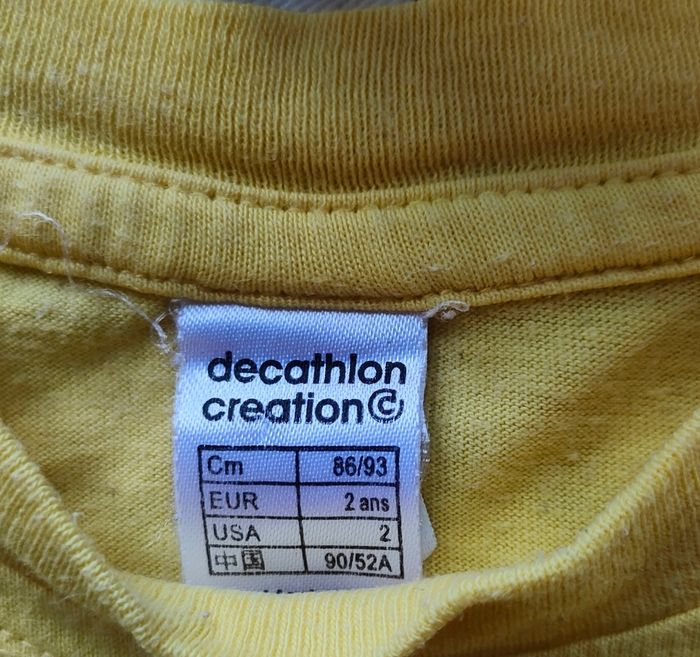 decathlon
creation©
Cm 86/93
EUR 2 ans
USA 2
中国 90/52A